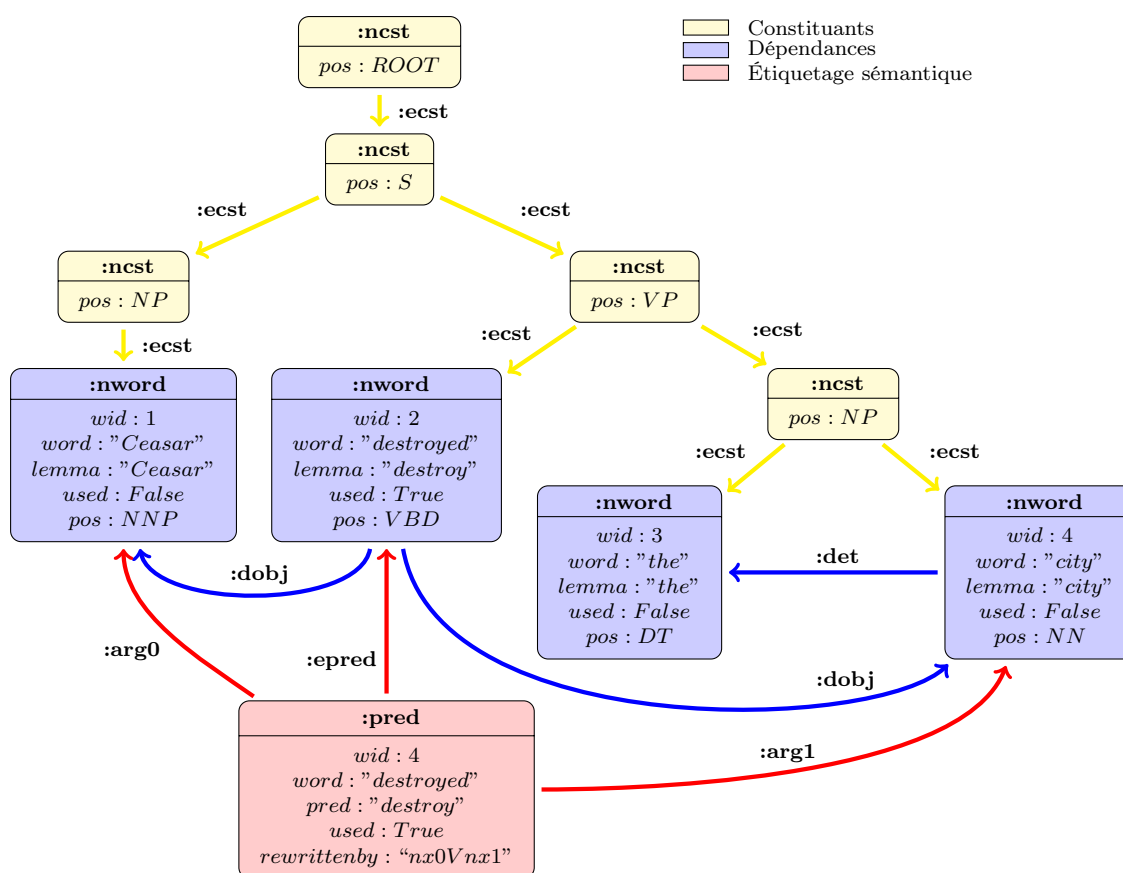 :ncst
pos : ROOT
Constituants
Dépendances
Étiquetage sémantique
:ecst
:ncst
pos : S
:ecst
:ecst
:ncst
pos : NP
:ncst
pos : VP
:ecst
:ecst
:ecst
:nword
wid : 1
word : "Ceasar"
lemma : "Ceasar"
used : False
pos : NNP
:nword
wid : 2
word : "destroyed"
lemma : "destroy"
used : True
pos : VBD
:ncst
pos : NP
:ecst
:ecst
:nword
wid : 3
word : "the"
lemma : "the"
used : False
pos : DT
:nword
wid : 4
word : "city"
lemma : "city"
used : False
pos : NN
:det
:dobj
:arg0
:epred
:dobj
:arg1
:pred
wid : 4
word : "destroyed"
pred : "destroy"
used : True
rewrittenby : “nx0Vnx1”